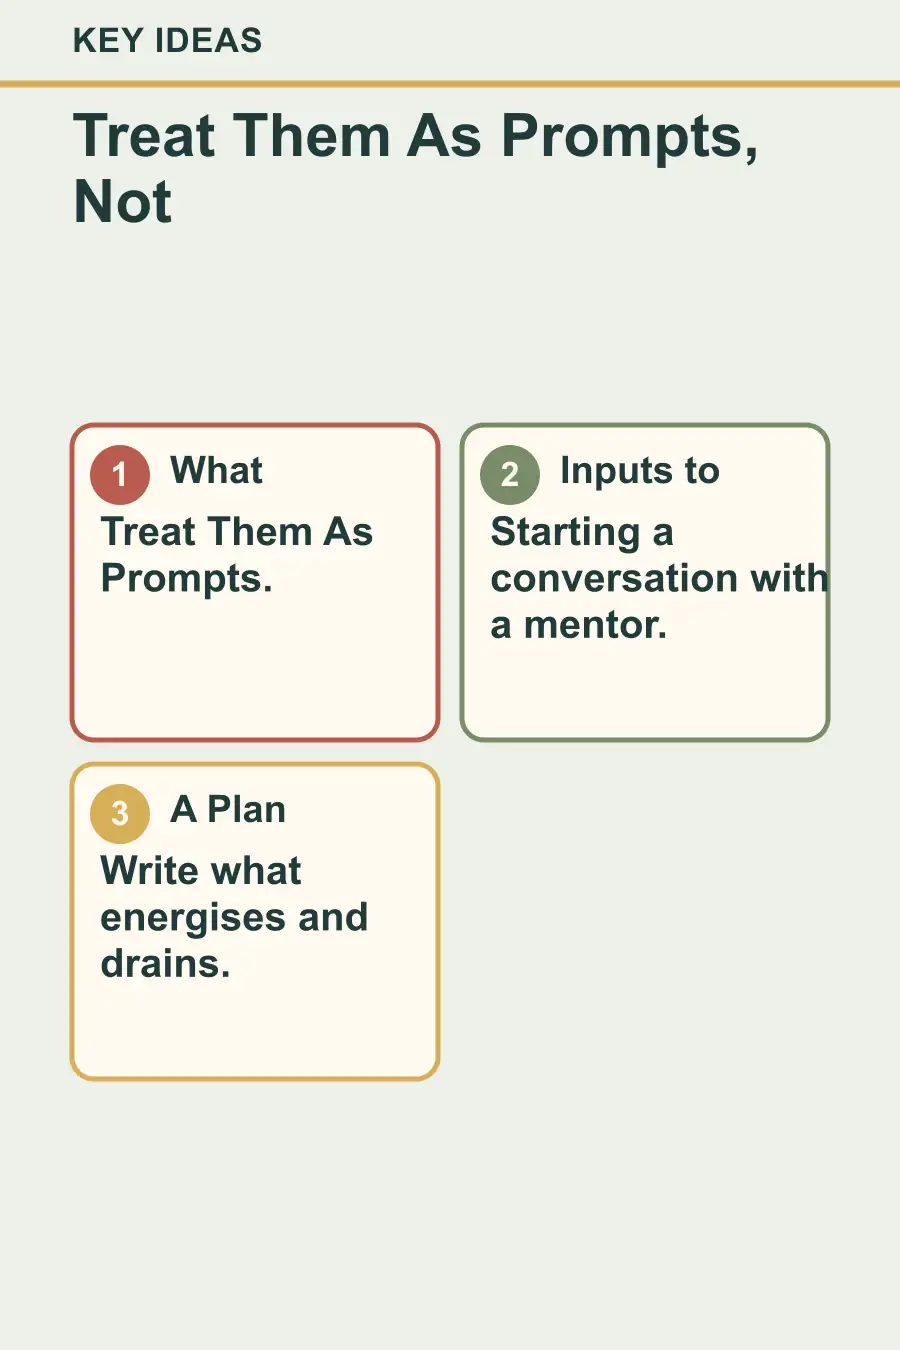 KEY IDEAS
Treat Them As Prompts,
Not
1 What
Treat Them As
Prompts.
2 Inputs to
Starting a
conversation with
a mentor.
3 A Plan
Write what
energises and
drains.